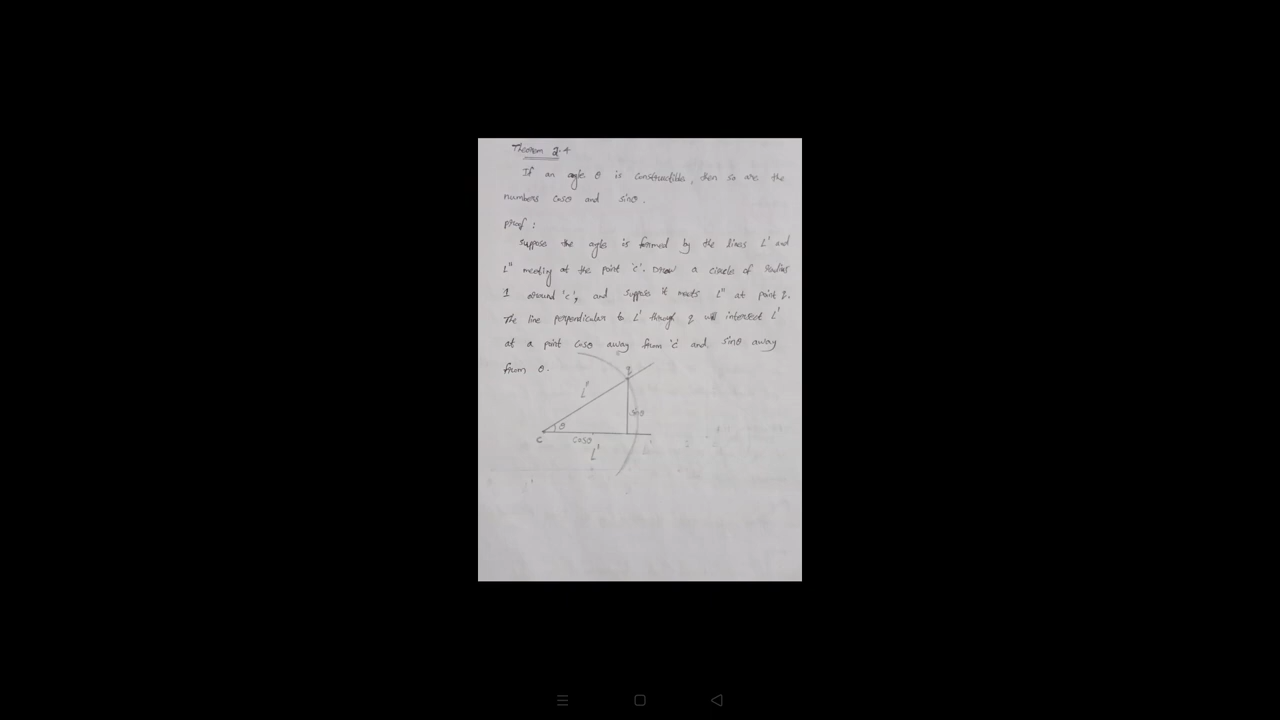 Theorem 2.4
If an angle θ is constructible, then so are the
numbers cosθ and sinθ.
proof :
suppose the agle is formed by the lines L' and
L" meeting at the point 'c'. Draw a circle of radius
1 around 'c', and suppose it meets L" at point q.
The line perpendicular to L' through q will intersect L'
at a point cosθ away from 'c' and sinθ away
from θ.
q
L"
sinθ
θ
C
cosθ
L'